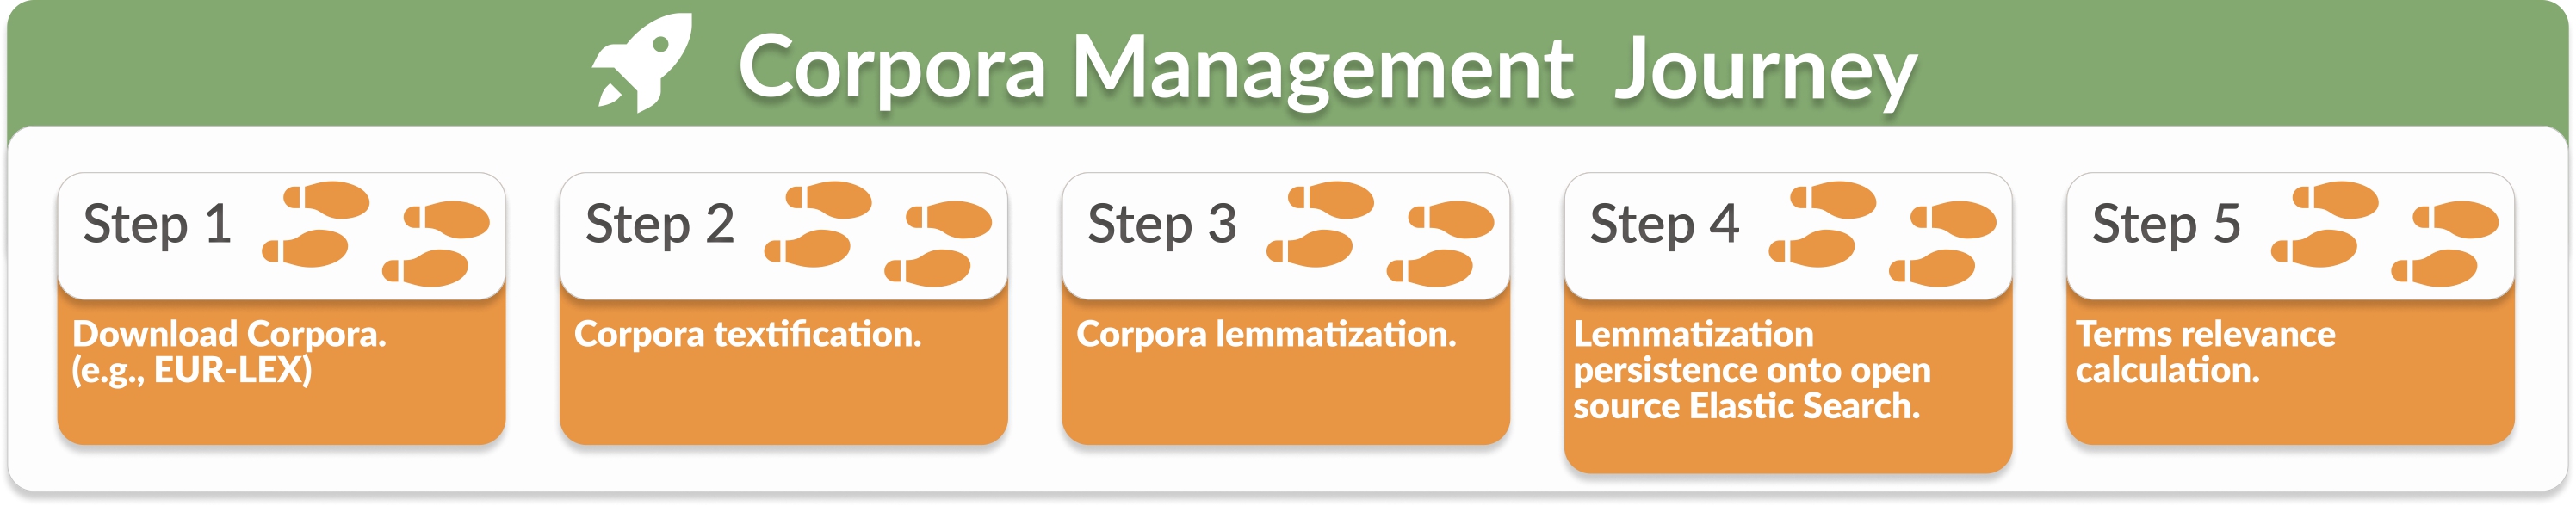 Corpora Management Journey
Step 1
Download Corpora.
(e.g., EUR-LEX)
Step 2
Corpora textification.
Step 3
Corpora lemmatization.
Step 4
Lemmatization
persistence onto open
source Elastic Search.
Step 5
Terms relevance
calculation.